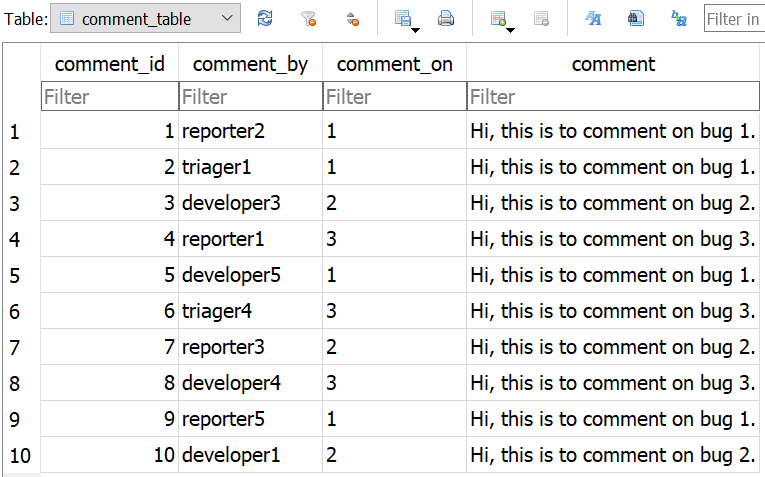 Table: comment_table Filter in
comment_id comment_by comment_on comment
Filter Filter Filter Filter
1 1 reporter2 1 Hi, this is to comment on bug 1.
2 2 triager1 1 Hi, this is to comment on bug 1.
3 3 developer3 2 Hi, this is to comment on bug 2.
4 4 reporter1 3 Hi, this is to comment on bug 3.
5 5 developer5 1 Hi, this is to comment on bug 1.
6 6 triager4 3 Hi, this is to comment on bug 3.
7 7 reporter3 2 Hi, this is to comment on bug 2.
8 8 developer4 3 Hi, this is to comment on bug 3.
9 9 reporter5 1 Hi, this is to comment on bug 1.
10 10 developer1 2 Hi, this is to comment on bug 2.